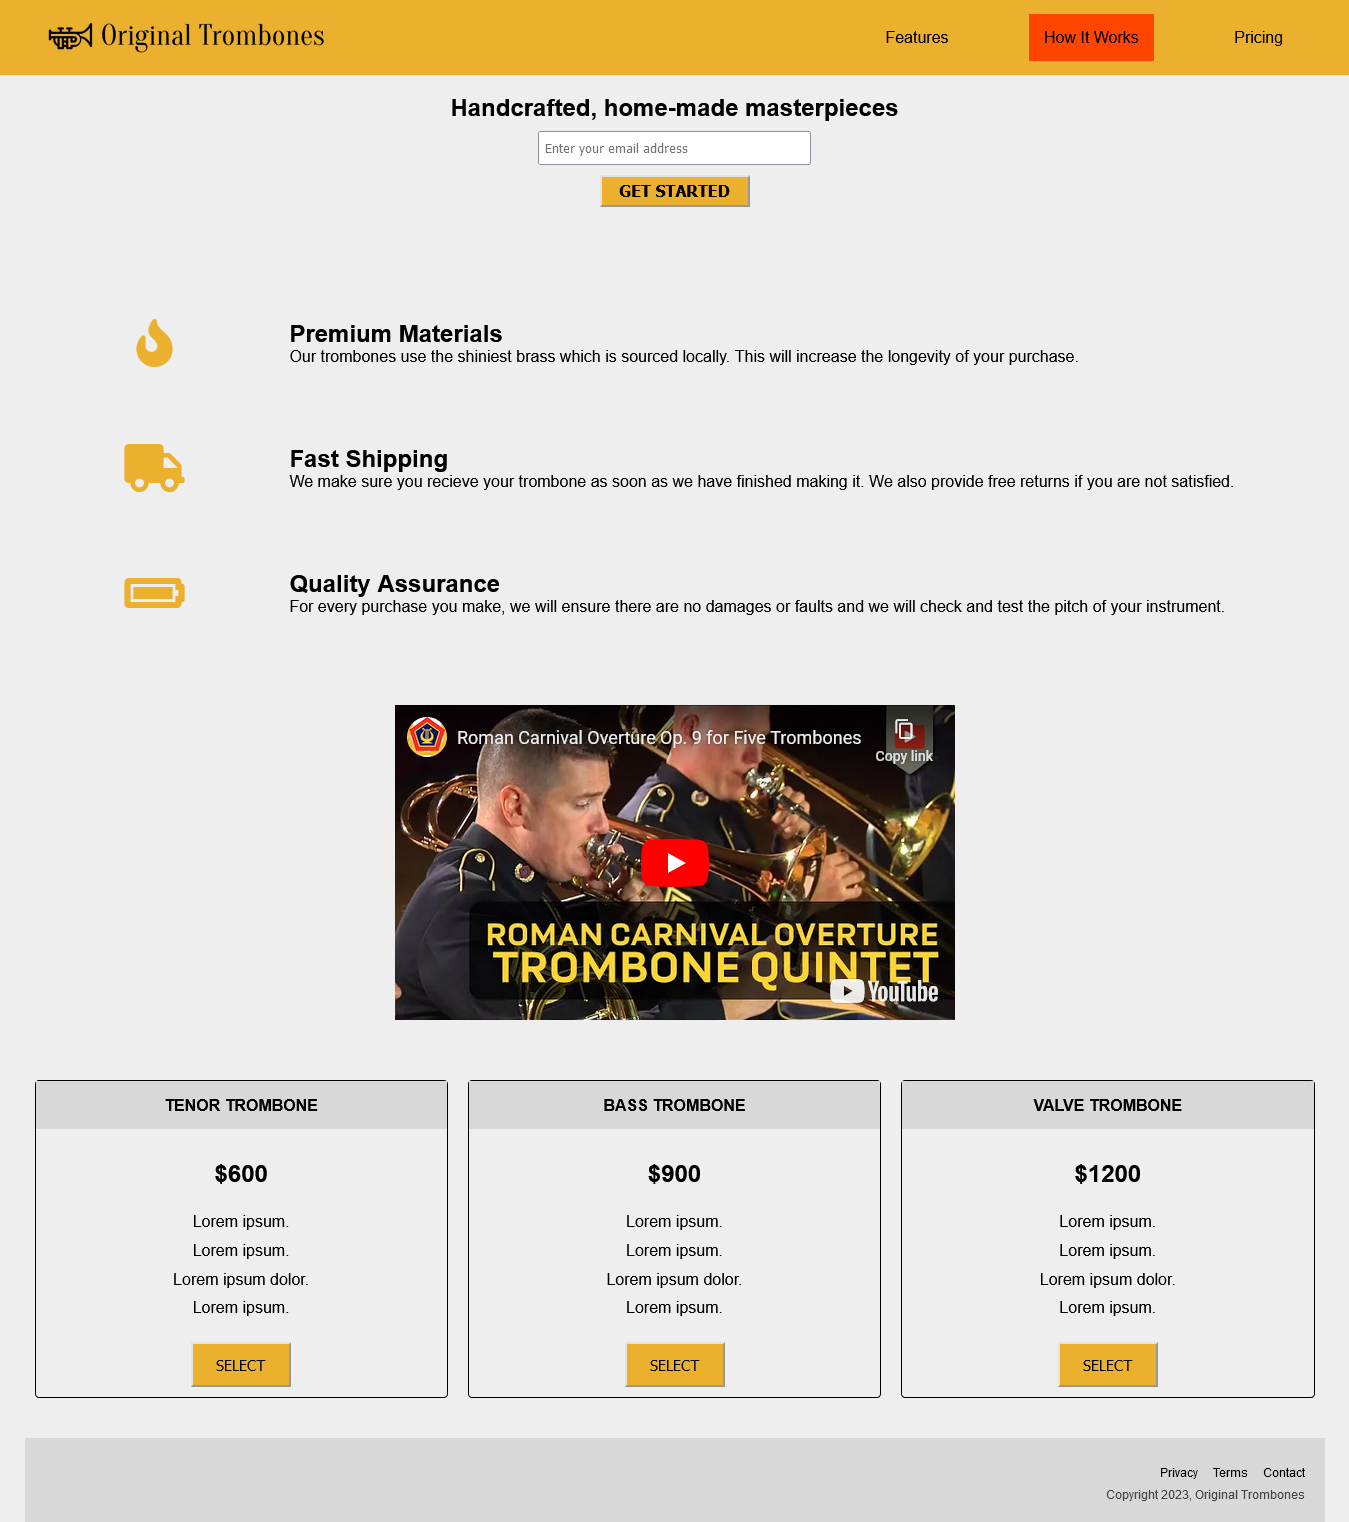 Original Trombones
Features
How It Works
Pricing
Handcrafted, home-made masterpieces
Enter your email address
GET STARTED
Premium Materials
Our trombones use the shiniest brass which is sourced locally. This will increase the longevity of your purchase.
Fast Shipping
We make sure you recieve your trombone as soon as we have finished making it. We also provide free returns if you are not satisfied.
Quality Assurance
For every purchase you make, we will ensure there are no damages or faults and we will check and test the pitch of your instrument.
Roman Carnival Overture Op. 9 for Five Trombones
Copy link
ROMAN CARNIVAL OVERTURE
TROMBONE QUINTET
YouTube
TENOR TROMBONE
$600
Lorem ipsum.
Lorem ipsum.
Lorem ipsum dolor.
Lorem ipsum.
SELECT
BASS TROMBONE
$900
Lorem ipsum.
Lorem ipsum.
Lorem ipsum dolor.
Lorem ipsum.
SELECT
VALVE TROMBONE
$1200
Lorem ipsum.
Lorem ipsum.
Lorem ipsum dolor.
Lorem ipsum.
SELECT
Privacy Terms Contact
Copyright 2023, Original Trombones